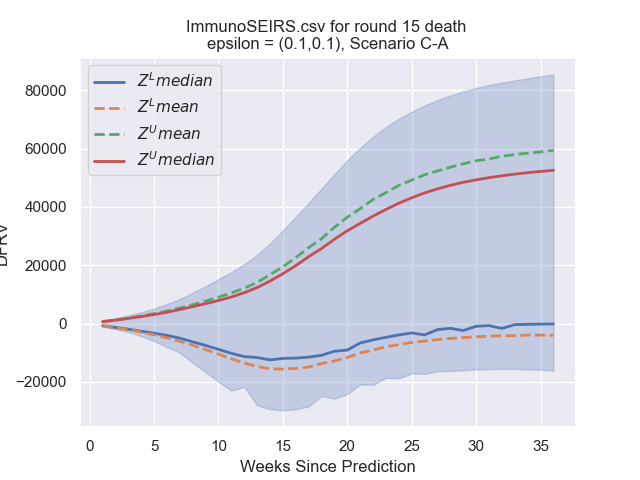 ImmunoSEIRS.csv for round 15 death
epsilon = (0.1,0.1), Scenario C-A
Z^L median
Z^L mean
Z^U mean
Z^U median
80000
60000
40000
20000
0
−20000
0 5 10 15 20 25 30 35
Weeks Since Prediction